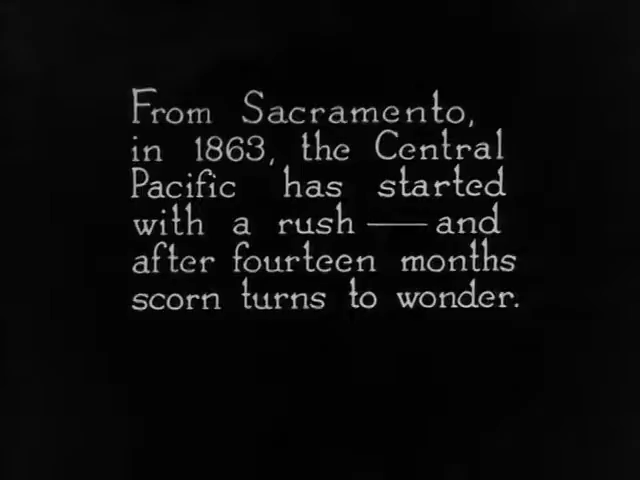 From Sacramento,
in 1863, the Central
Pacific has started
with a rush — and
after fourteen months
scorn turns to wonder.